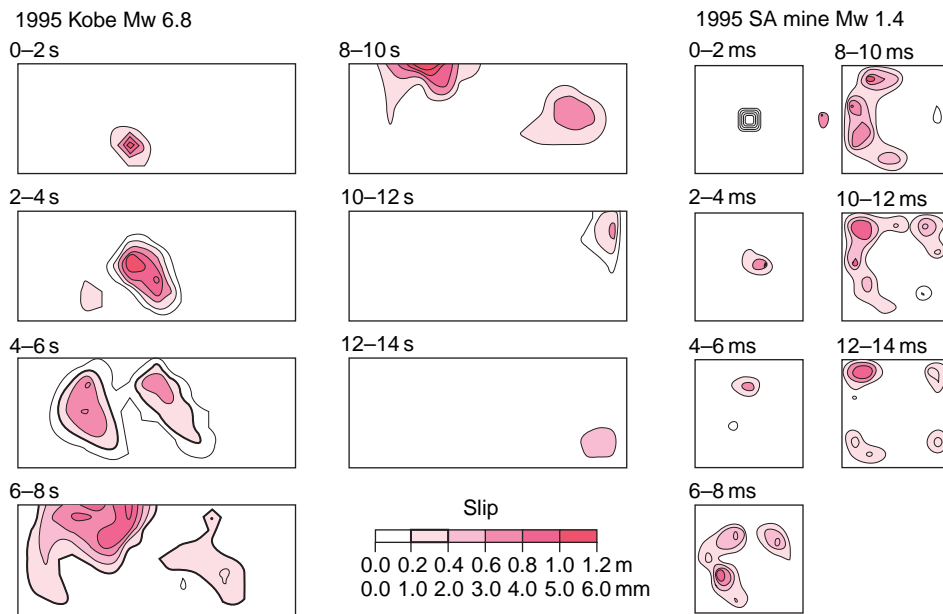 1995 Kobe Mw 6.8
0–2 s
2–4 s
4–6 s
6–8 s
8–10 s
10–12 s
12–14 s
Slip
0.0 0.2 0.4 0.6 0.8 1.0 1.2 m
0.0 1.0 2.0 3.0 4.0 5.0 6.0 mm
1995 SA mine Mw 1.4
0–2 ms
2–4 ms
4–6 ms
6–8 ms
8–10 ms
10–12 ms
12–14 ms